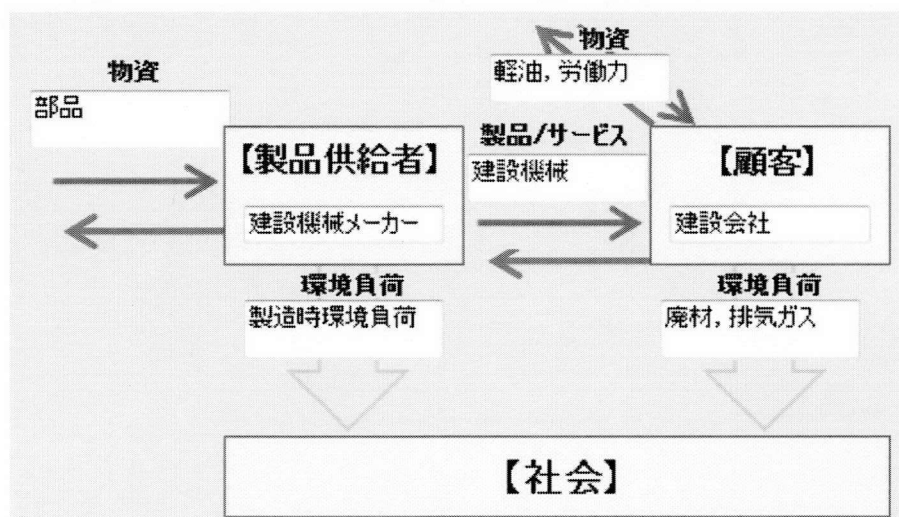 物資
軽油, 労働力
物資
部品
製品/サービス
建設機械
【製品供給者】
建設機械メーカー
【顧客】
建設会社
環境負荷
製造時環境負荷
環境負荷
廃材, 排気ガス
【社会】